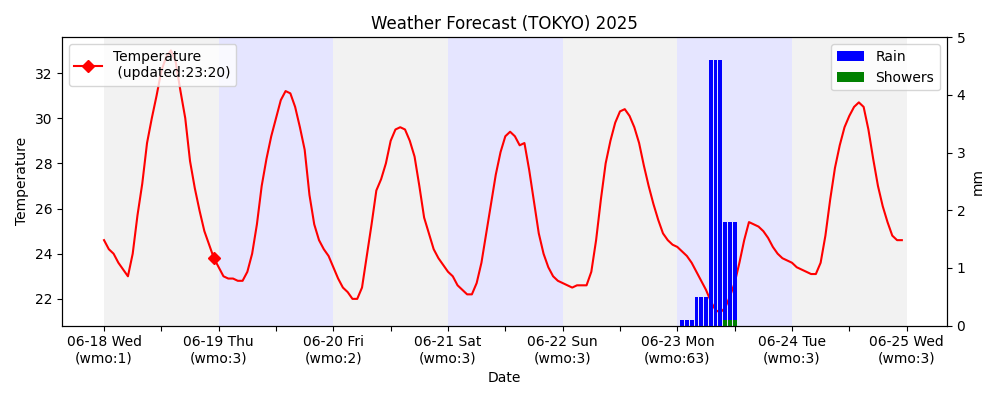 Weather Forecast (TOKYO) 2025
Temperature
(updated:23:20)
Rain
Showers
Temperature
32
30
28
26
24
22
5
4
3
2
1
0
mm
06-18 Wed 06-19 Thu 06-20 Fri 06-21 Sat 06-22 Sun 06-23 Mon 06-24 Tue 06-25 Wed
(wmo:1) (wmo:3) (wmo:2) (wmo:3) (wmo:3) (wmo:63) (wmo:3) (wmo:3)
Date